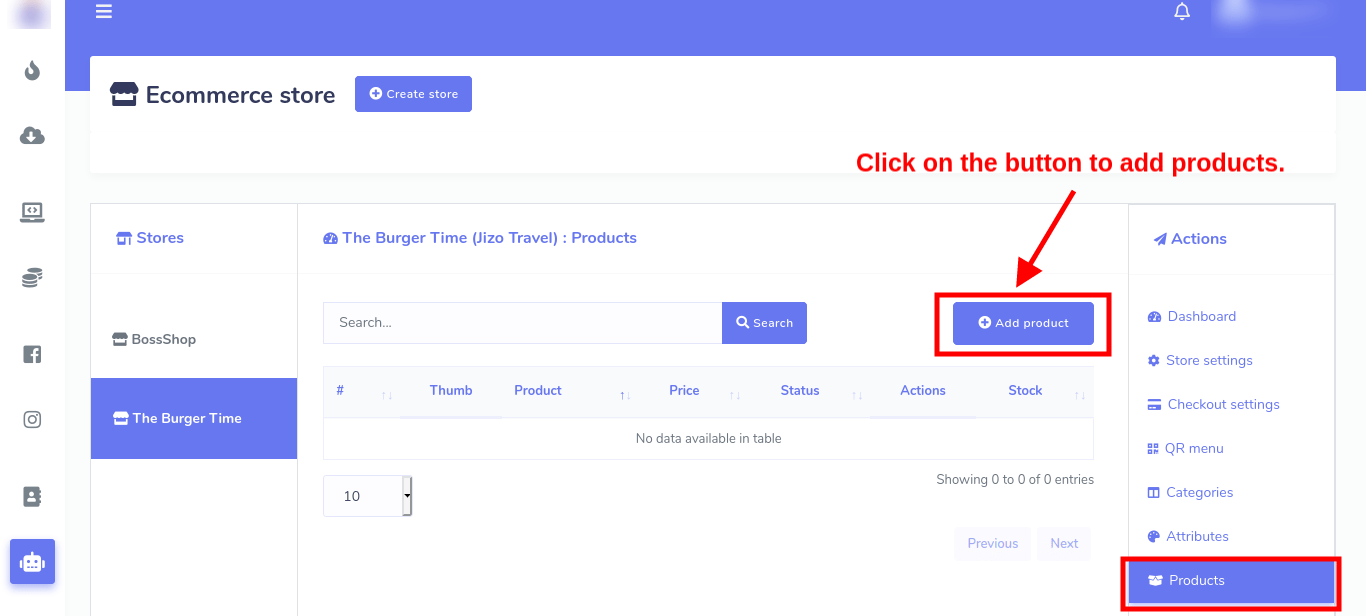 Ecommerce store
Create store
Click on the button to add products.
Stores
BossShop
The Burger Time
The Burger Time (Jizo Travel) : Products
Search...
Search
Add product
# Thumb Product Price Status Actions Stock
No data available in table
10
Showing 0 to 0 of 0 entries
Previous Next
Actions
Dashboard
Store settings
Checkout settings
QR menu
Categories
Attributes
Products